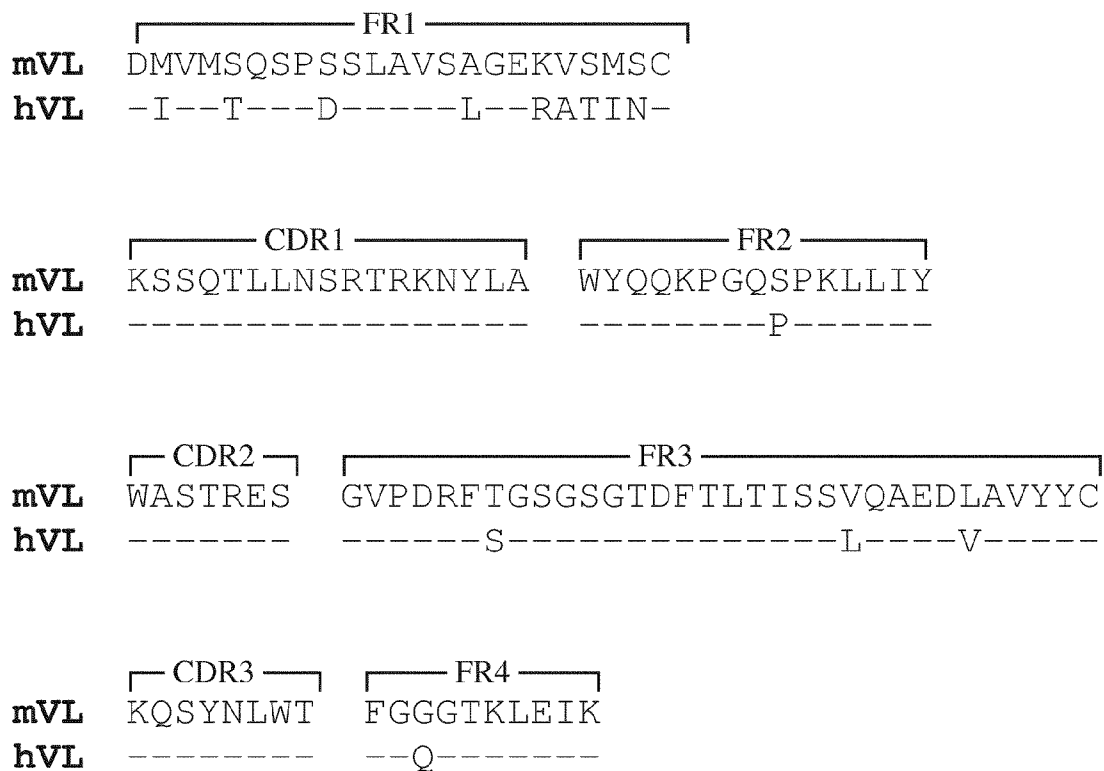 FR1
mVL DMVMSQSPSSLAVSAGEKVSMSC
hVL -I--T---D-----L--RATIN-
CDR1 FR2
mVL KSSQTLLNSRTRKNYLA WYQQKPGQSPKLLIY
hVL ----------------- --------P------
CDR2 FR3
mVL WASTRES GVPDRFTGSGSGTDFTLTISSVQAEDLAVYYC
hVL ------- ------S--------------L----V-----
CDR3 FR4
mVL KQSYNLWT FGGGTKLEIK
hVL -------- --Q-------